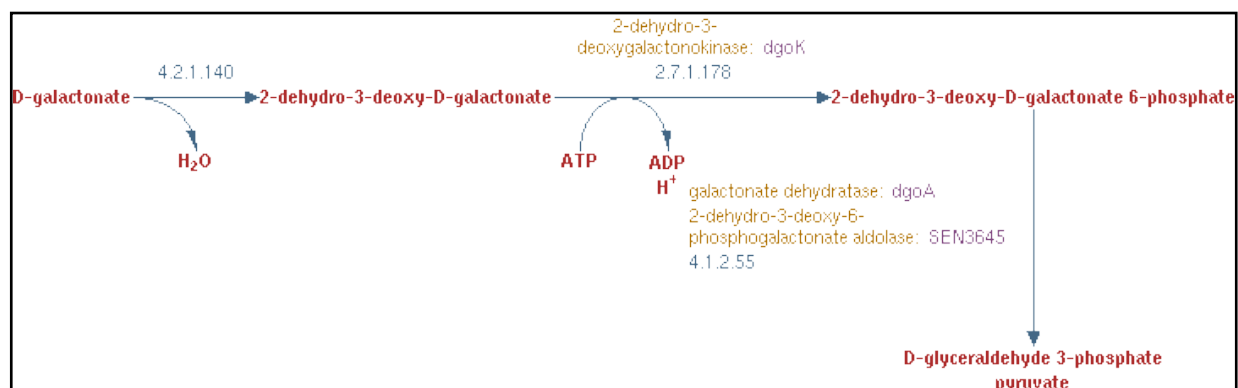 2-dehydro-3-
deoxygalactonokinase: dgoK
4.2.1.140
2.7.1.178
D-galactonate
2-dehydro-3-deoxy-D-galactonate
2-dehydro-3-deoxy-D-galactonate 6-phosphate
H₂O
ATP
ADP
H⁺
galactonate dehydratase: dgoA
2-dehydro-3-deoxy-6-
phosphogalactonate aldolase: SEN3645
4.1.2.55
D-glyceraldehyde 3-phosphate
pyruvate